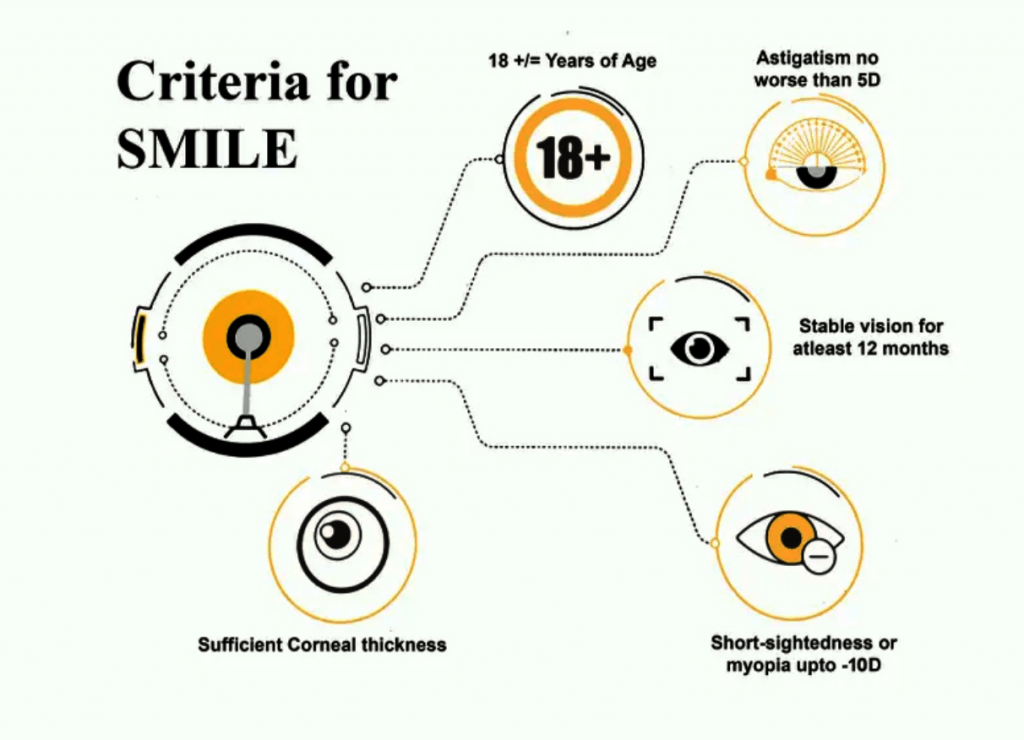 Criteria for
SMILE
18 +/= Years of Age
18+
Astigatism no
worse than 5D
Stable vision for
atleast 12 months
Sufficient Corneal thickness
Short-sightedness or
myopia upto -10D